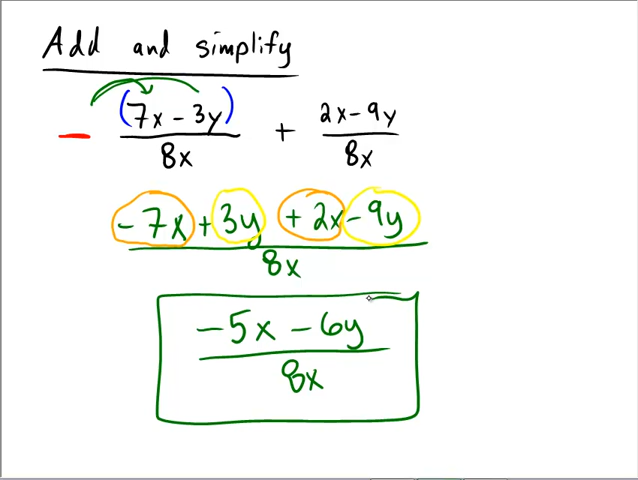 Add and simplify
- (7x - 3y) / 8x + 2x - 9y / 8x
-7x + 3y + 2x - 9y
8x
-5x - 6y
8x